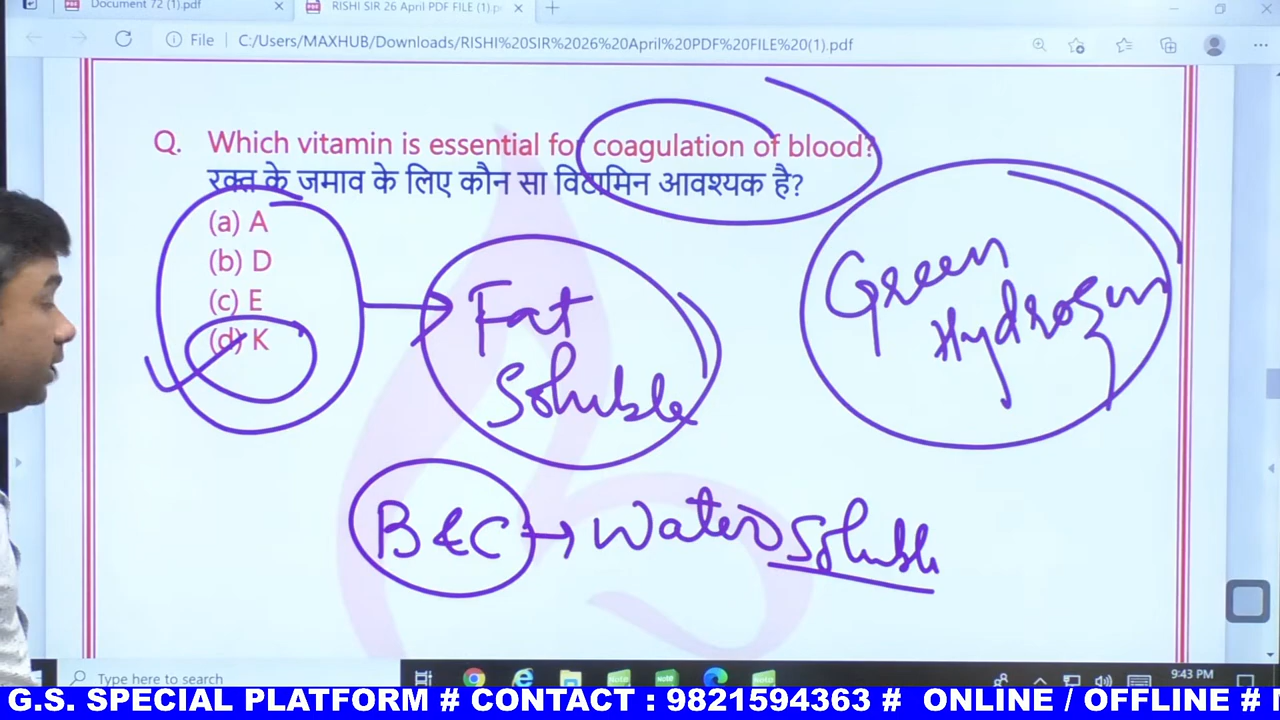 Document 72 (1).pdf
RISHI SIR 26 April PDF FILE (1).p
File
C:/Users/MAXHUB/Downloads/RISHI%20SIR%2026%20April%20PDF%20FILE%20(1).pdf
Q. Which vitamin is essential for coagulation of blood?
रक्त के जमाव के लिए कौन सा विटामिन आवश्यक है?
(a) A
(b) D
(c) E
(d) K
Fat
Soluble
Green
Hydrogen
B & C → Water Soluble
Type here to search
9:43 PM
G.S. SPECIAL PLATFORM # CONTACT : 9821594363 # ONLINE / OFFLINE #